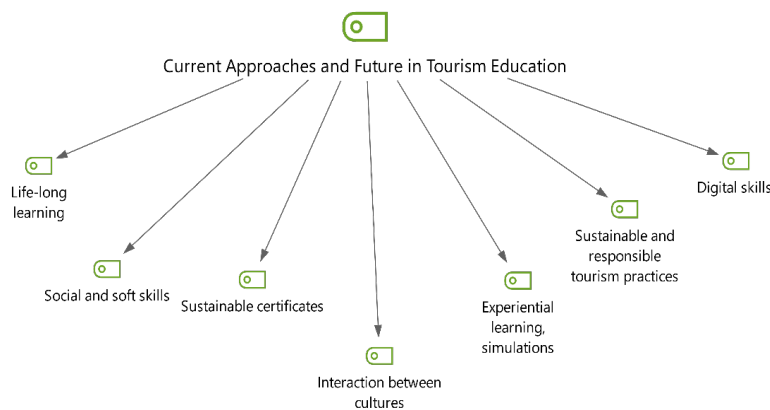 Current Approaches and Future in Tourism Education
Life-long
learning
Social and soft skills
Sustainable certificates
Interaction between
cultures
Experiential
learning,
simulations
Sustainable and
responsible
tourism practices
Digital skills